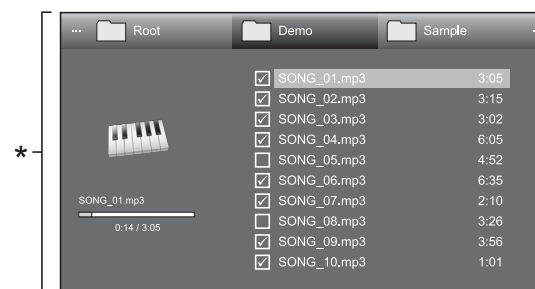 ... Root Demo Sample
SONG_01.mp3 3:05
SONG_02.mp3 3:15
SONG_03.mp3 3:02
SONG_04.mp3 6:05
SONG_05.mp3 4:52
SONG_06.mp3 6:35
SONG_07.mp3 2:10
SONG_08.mp3 3:26
SONG_09.mp3 3:56
SONG_10.mp3 1:01
*
SONG_01.mp3
0:14 / 3:05